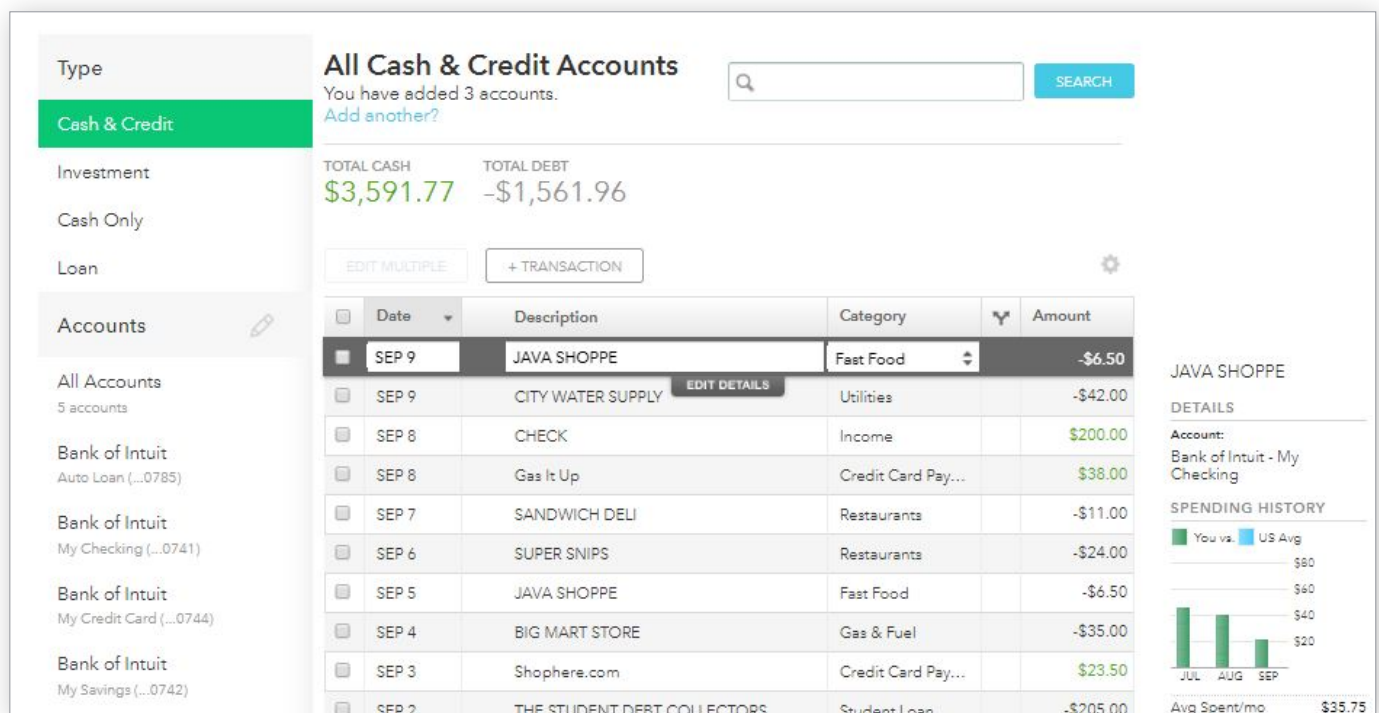 Type
Cash & Credit
Investment
Cash Only
Loan
Accounts
All Accounts
5 accounts
Bank of Intuit
Auto Loan (...0785)
Bank of Intuit
My Checking (...0741)
Bank of Intuit
My Credit Card (...0744)
Bank of Intuit
My Savings (...0742)
All Cash & Credit Accounts
You have added 3 accounts.
Add another?
SEARCH
TOTAL CASH TOTAL DEBT
$3,591.77 -$1,561.96
EDIT MULTIPLE + TRANSACTION
Date Description Category Amount
SEP 9 JAVA SHOPPE Fast Food -$6.50
EDIT DETAILS
SEP 9 CITY WATER SUPPLY Utilities -$42.00
SEP 8 CHECK Income $200.00
SEP 8 Gas It Up Credit Card Pay... $38.00
SEP 7 SANDWICH DELI Restaurants -$11.00
SEP 6 SUPER SNIPS Restaurants -$24.00
SEP 5 JAVA SHOPPE Fast Food -$6.50
SEP 4 BIG MART STORE Gas & Fuel -$35.00
SEP 3 Shophere.com Credit Card Pay... $23.50
SEP 2 THE STUDENT DEBT COLLECTORS Student Loan -$205.00
JAVA SHOPPE
DETAILS
Account:
Bank of Intuit - My
Checking
SPENDING HISTORY
You vs. US Avg
$80
$60
$40
$20
JUL AUG SEP
Avg Spent/mo $35.75